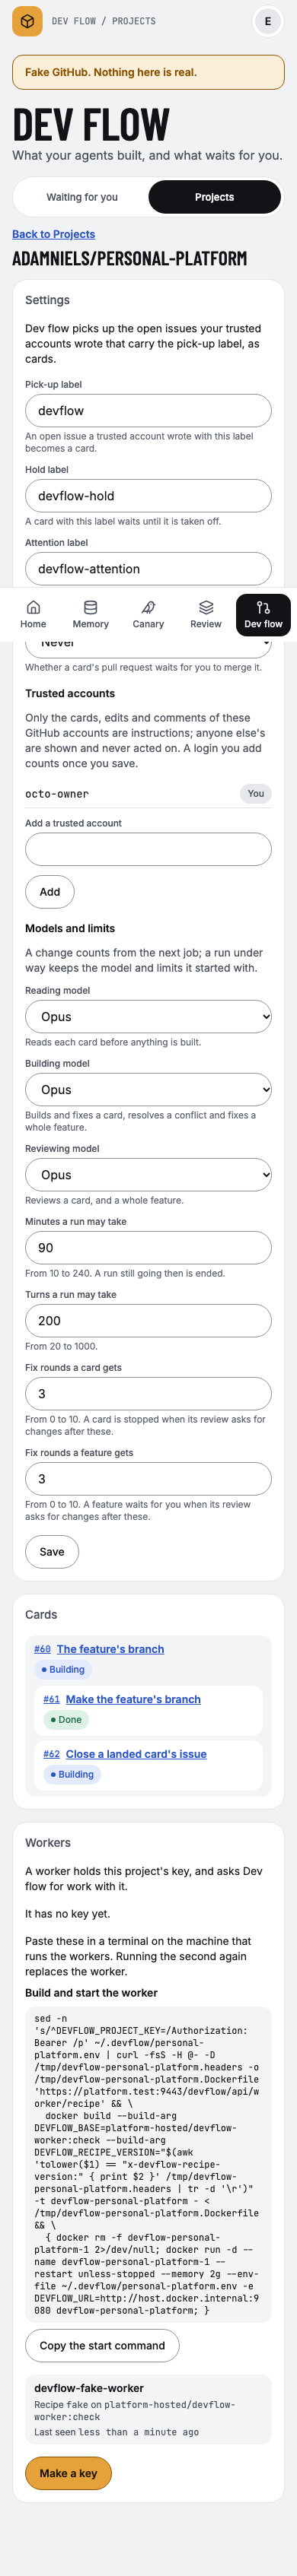 DEV FLOW / PROJECTS
E
Fake GitHub. Nothing here is real.
DEV FLOW
What your agents built, and what waits for you.
Waiting for you
Projects
Back to Projects
ADAMNIELS/PERSONAL-PLATFORM
Settings
Dev flow picks up the open issues your trusted
accounts wrote that carry the pick-up label, as
cards.
Pick-up label
devflow
An open issue a trusted account wrote with this label
becomes a card.
Hold label
devflow-hold
A card with this label waits until it is taken off.
Attention label
devflow-attention
Home
Memory
Canary
Review
Dev flow
Never
Whether a card's pull request waits for you to merge it.
Trusted accounts
Only the cards, edits and comments of these
GitHub accounts are instructions; anyone else's
are shown and never acted on. A login you add
counts once you save.
octo-owner
You
Add a trusted account
Add
Models and limits
A change counts from the next job; a run under
way keeps the model and limits it started with.
Reading model
Opus
Reads each card before anything is built.
Building model
Opus
Builds and fixes a card, resolves a conflict and fixes a
whole feature.
Reviewing model
Opus
Reviews a card, and a whole feature.
Minutes a run may take
90
From 10 to 240. A run still going then is ended.
Turns a run may take
200
From 20 to 1000.
Fix rounds a card gets
3
From 0 to 10. A card is stopped when its review asks for
changes after these.
Fix rounds a feature gets
3
From 0 to 10. A feature waits for you when its review
asks for changes after these.
Save
Cards
#60 The feature's branch
Building
#61 Make the feature's branch
Done
#62 Close a landed card's issue
Building
Workers
A worker holds this project's key, and asks Dev
flow for work with it.
It has no key yet.
Paste these in a terminal on the machine that
runs the workers. Running the second again
replaces the worker.
Build and start the worker
sed -n
's/^DEVFLOW_PROJECT_KEY=/Authorization:
Bearer /p' ~/.devflow/personal-
platform.env | curl -fsS -H @- -D
/tmp/devflow-personal-platform.headers -o
/tmp/devflow-personal-platform.Dockerfile
'https://platform.test:9443/devflow/api/w
orker/recipe' && \
docker build --build-arg
DEVFLOW_BASE=platform-hosted/devflow-
worker:check --build-arg
DEVFLOW_RECIPE_VERSION="$(awk
'tolower($1) == "x-devflow-recipe-
version:" { print $2 }' /tmp/devflow-
personal-platform.headers | tr -d '\r')"
-t devflow-personal-platform - <
/tmp/devflow-personal-platform.Dockerfile
&& \
{ docker rm -f devflow-personal-
platform-1 2>/dev/null; docker run -d --
name devflow-personal-platform-1 --
restart unless-stopped --memory 2g --env-
file ~/.devflow/personal-platform.env -e
DEVFLOW_URL=http://host.docker.internal:9
080 devflow-personal-platform; }
Copy the start command
devflow-fake-worker
Recipe fake on platform-hosted/devflow-
worker:check
Last seen less than a minute ago
Make a key